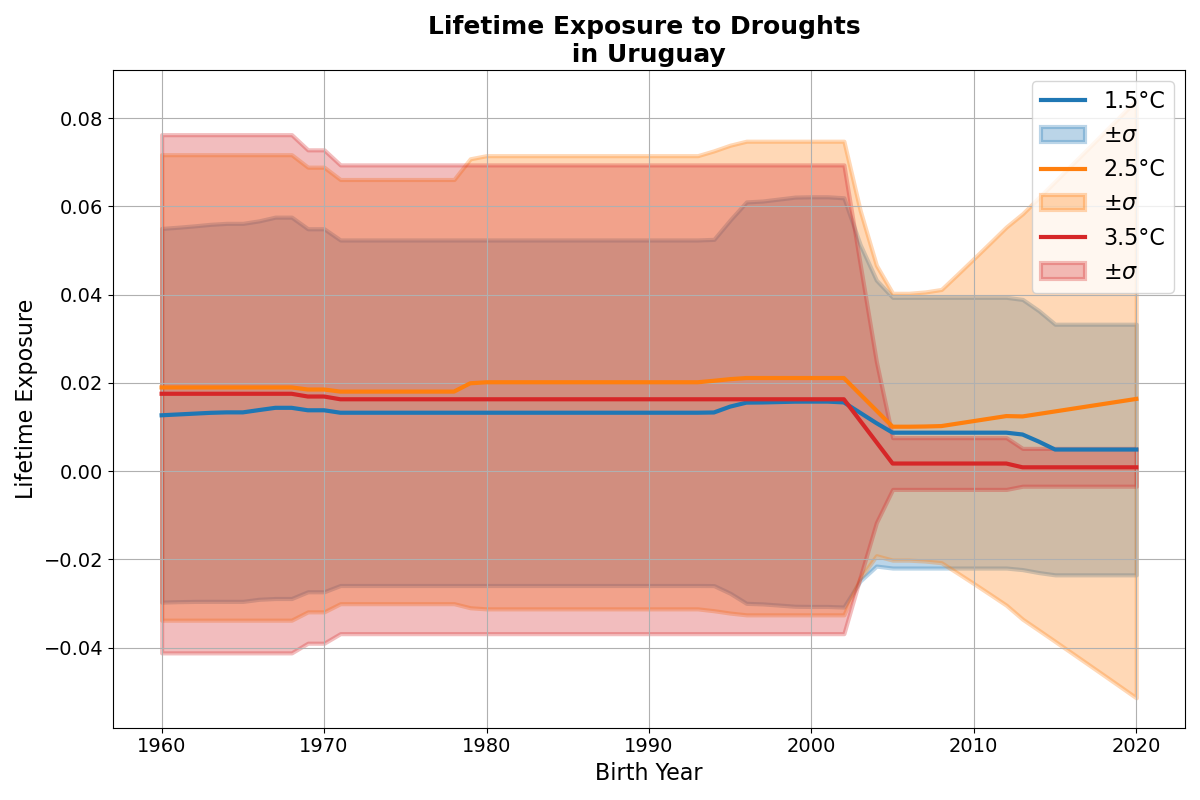 Lifetime Exposure to Droughts
in Uruguay
Lifetime Exposure
0.08
0.06
0.04
0.02
0.00
−0.02
−0.04
1.5°C
±σ
2.5°C
±σ
3.5°C
±σ
1960
1970
1980
1990
2000
2010
2020
Birth Year